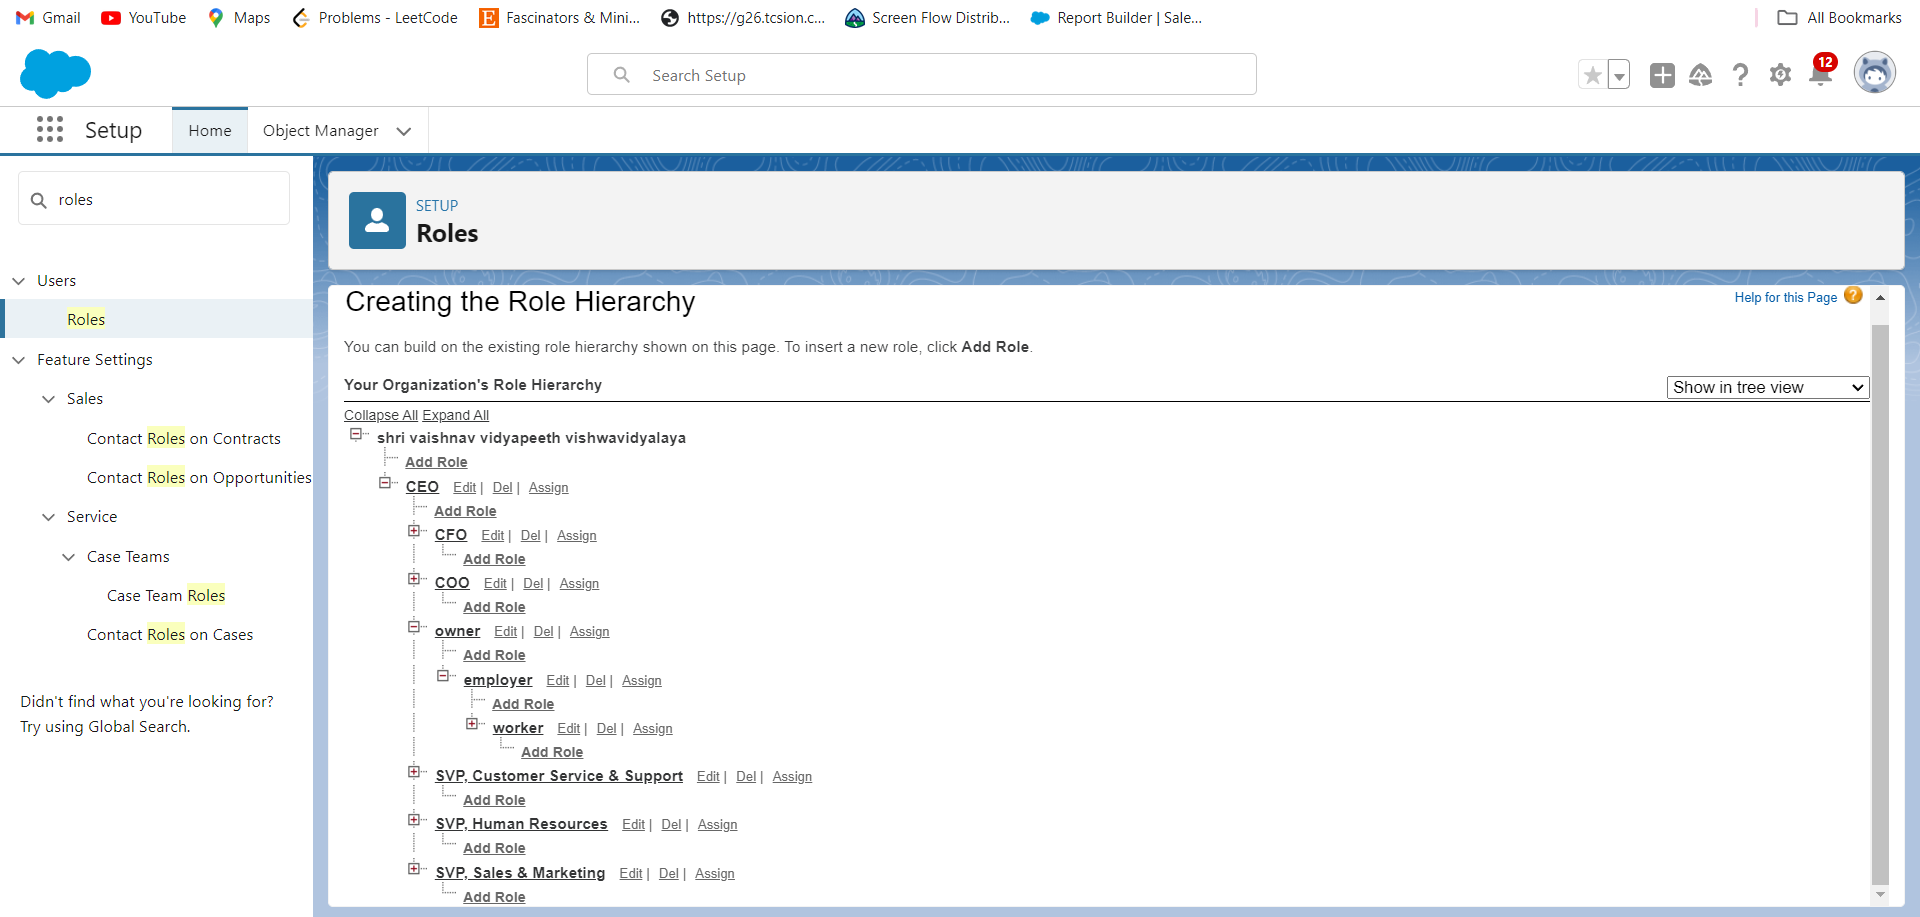 Gmail YouTube Maps Problems - LeetCode Fascinators & Mini... https://g26.tcsion.c... Screen Flow Distrib... Report Builder | Sale... All Bookmarks
Search Setup
12
Setup Home Object Manager
roles
Users
Roles
Feature Settings
Sales
Contact Roles on Contracts
Contact Roles on Opportunities
Service
Case Teams
Case Team Roles
Contact Roles on Cases
Didn't find what you're looking for?
Try using Global Search.
SETUP
Roles
Creating the Role Hierarchy
Help for this Page ?
You can build on the existing role hierarchy shown on this page. To insert a new role, click Add Role.
Your Organization's Role Hierarchy
Show in tree view
Collapse All Expand All
shri vaishnav vidyapeeth vishwavidyalaya
Add Role
CEO Edit | Del | Assign
Add Role
CFO Edit | Del | Assign
Add Role
COO Edit | Del | Assign
Add Role
owner Edit | Del | Assign
Add Role
employer Edit | Del | Assign
Add Role
worker Edit | Del | Assign
Add Role
SVP, Customer Service & Support Edit | Del | Assign
Add Role
SVP, Human Resources Edit | Del | Assign
Add Role
SVP, Sales & Marketing Edit | Del | Assign
Add Role